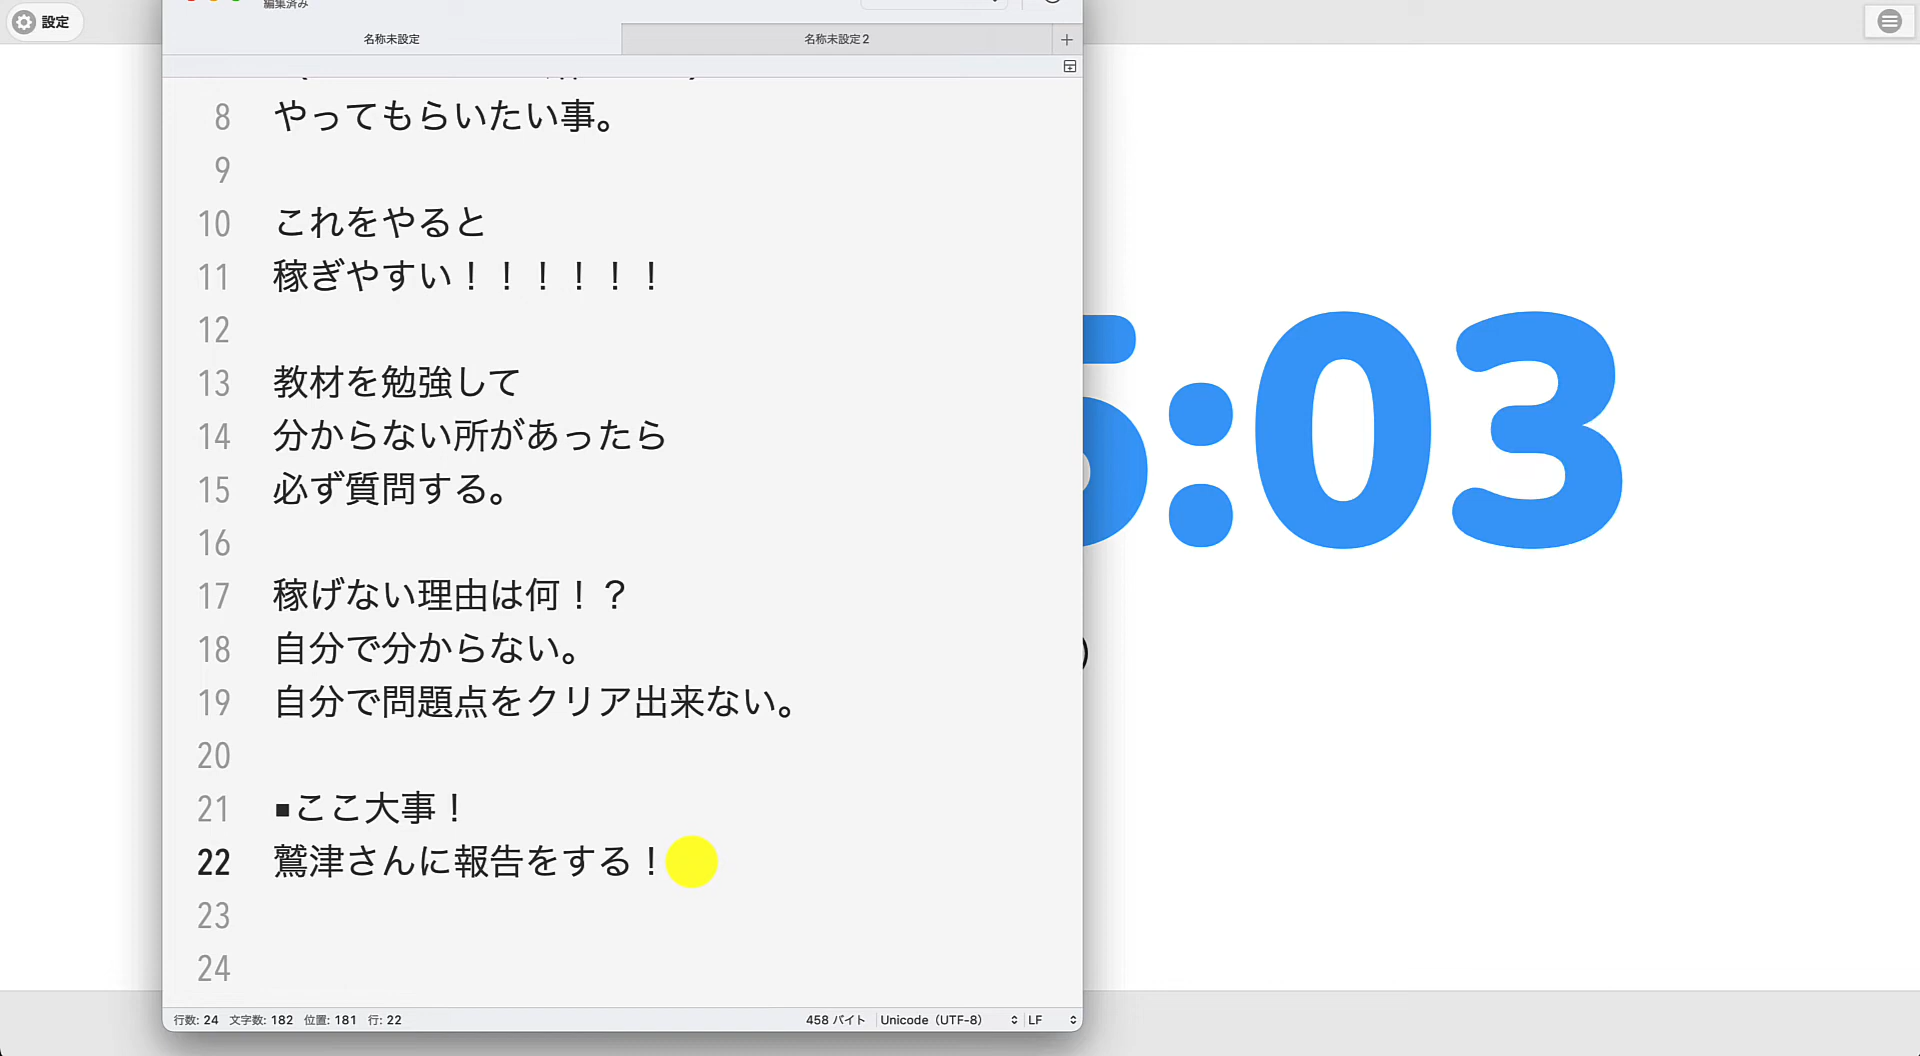 設定
編集済み
名称未設定
名称未設定2
8 やってもらいたい事。
9
10 これをやると
11 稼ぎやすい！！！！！！
12
13 教材を勉強して
14 分からない所があったら
15 必ず質問する。
16
17 稼げない理由は何！？
18 自分で分からない。
19 自分で問題点をクリア出来ない。
20
21 ▪ここ大事！
22 鷲津さんに報告をする！
23
24
5:03
)
行数: 24 文字数: 182 位置: 181 行: 22
458 バイト Unicode（UTF-8） LF